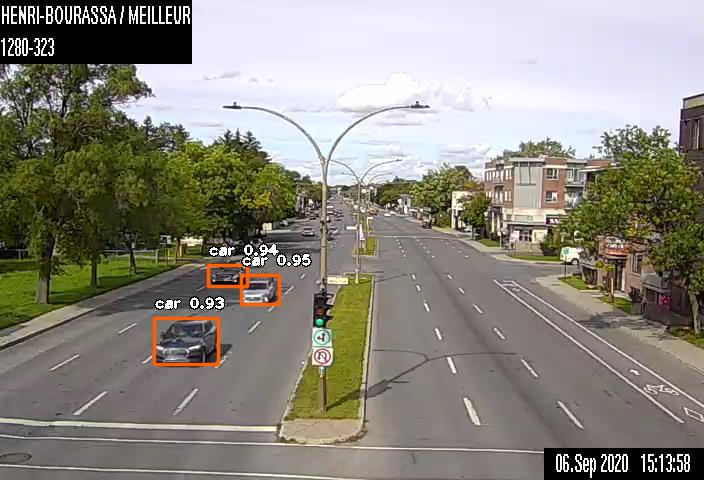 HENRI-BOURASSA / MEILLEUR
1280-323
car 0.94
car 0.95
car 0.93
06.Sep 2020 15:13:58